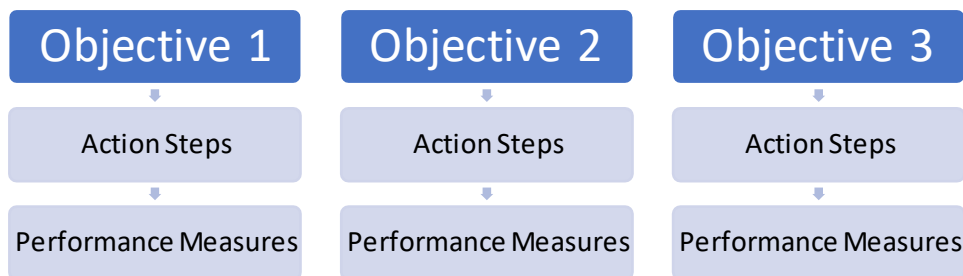 Objective 1
Objective 2
Objective 3
Action Steps
Action Steps
Action Steps
Performance Measures
Performance Measures
Performance Measures